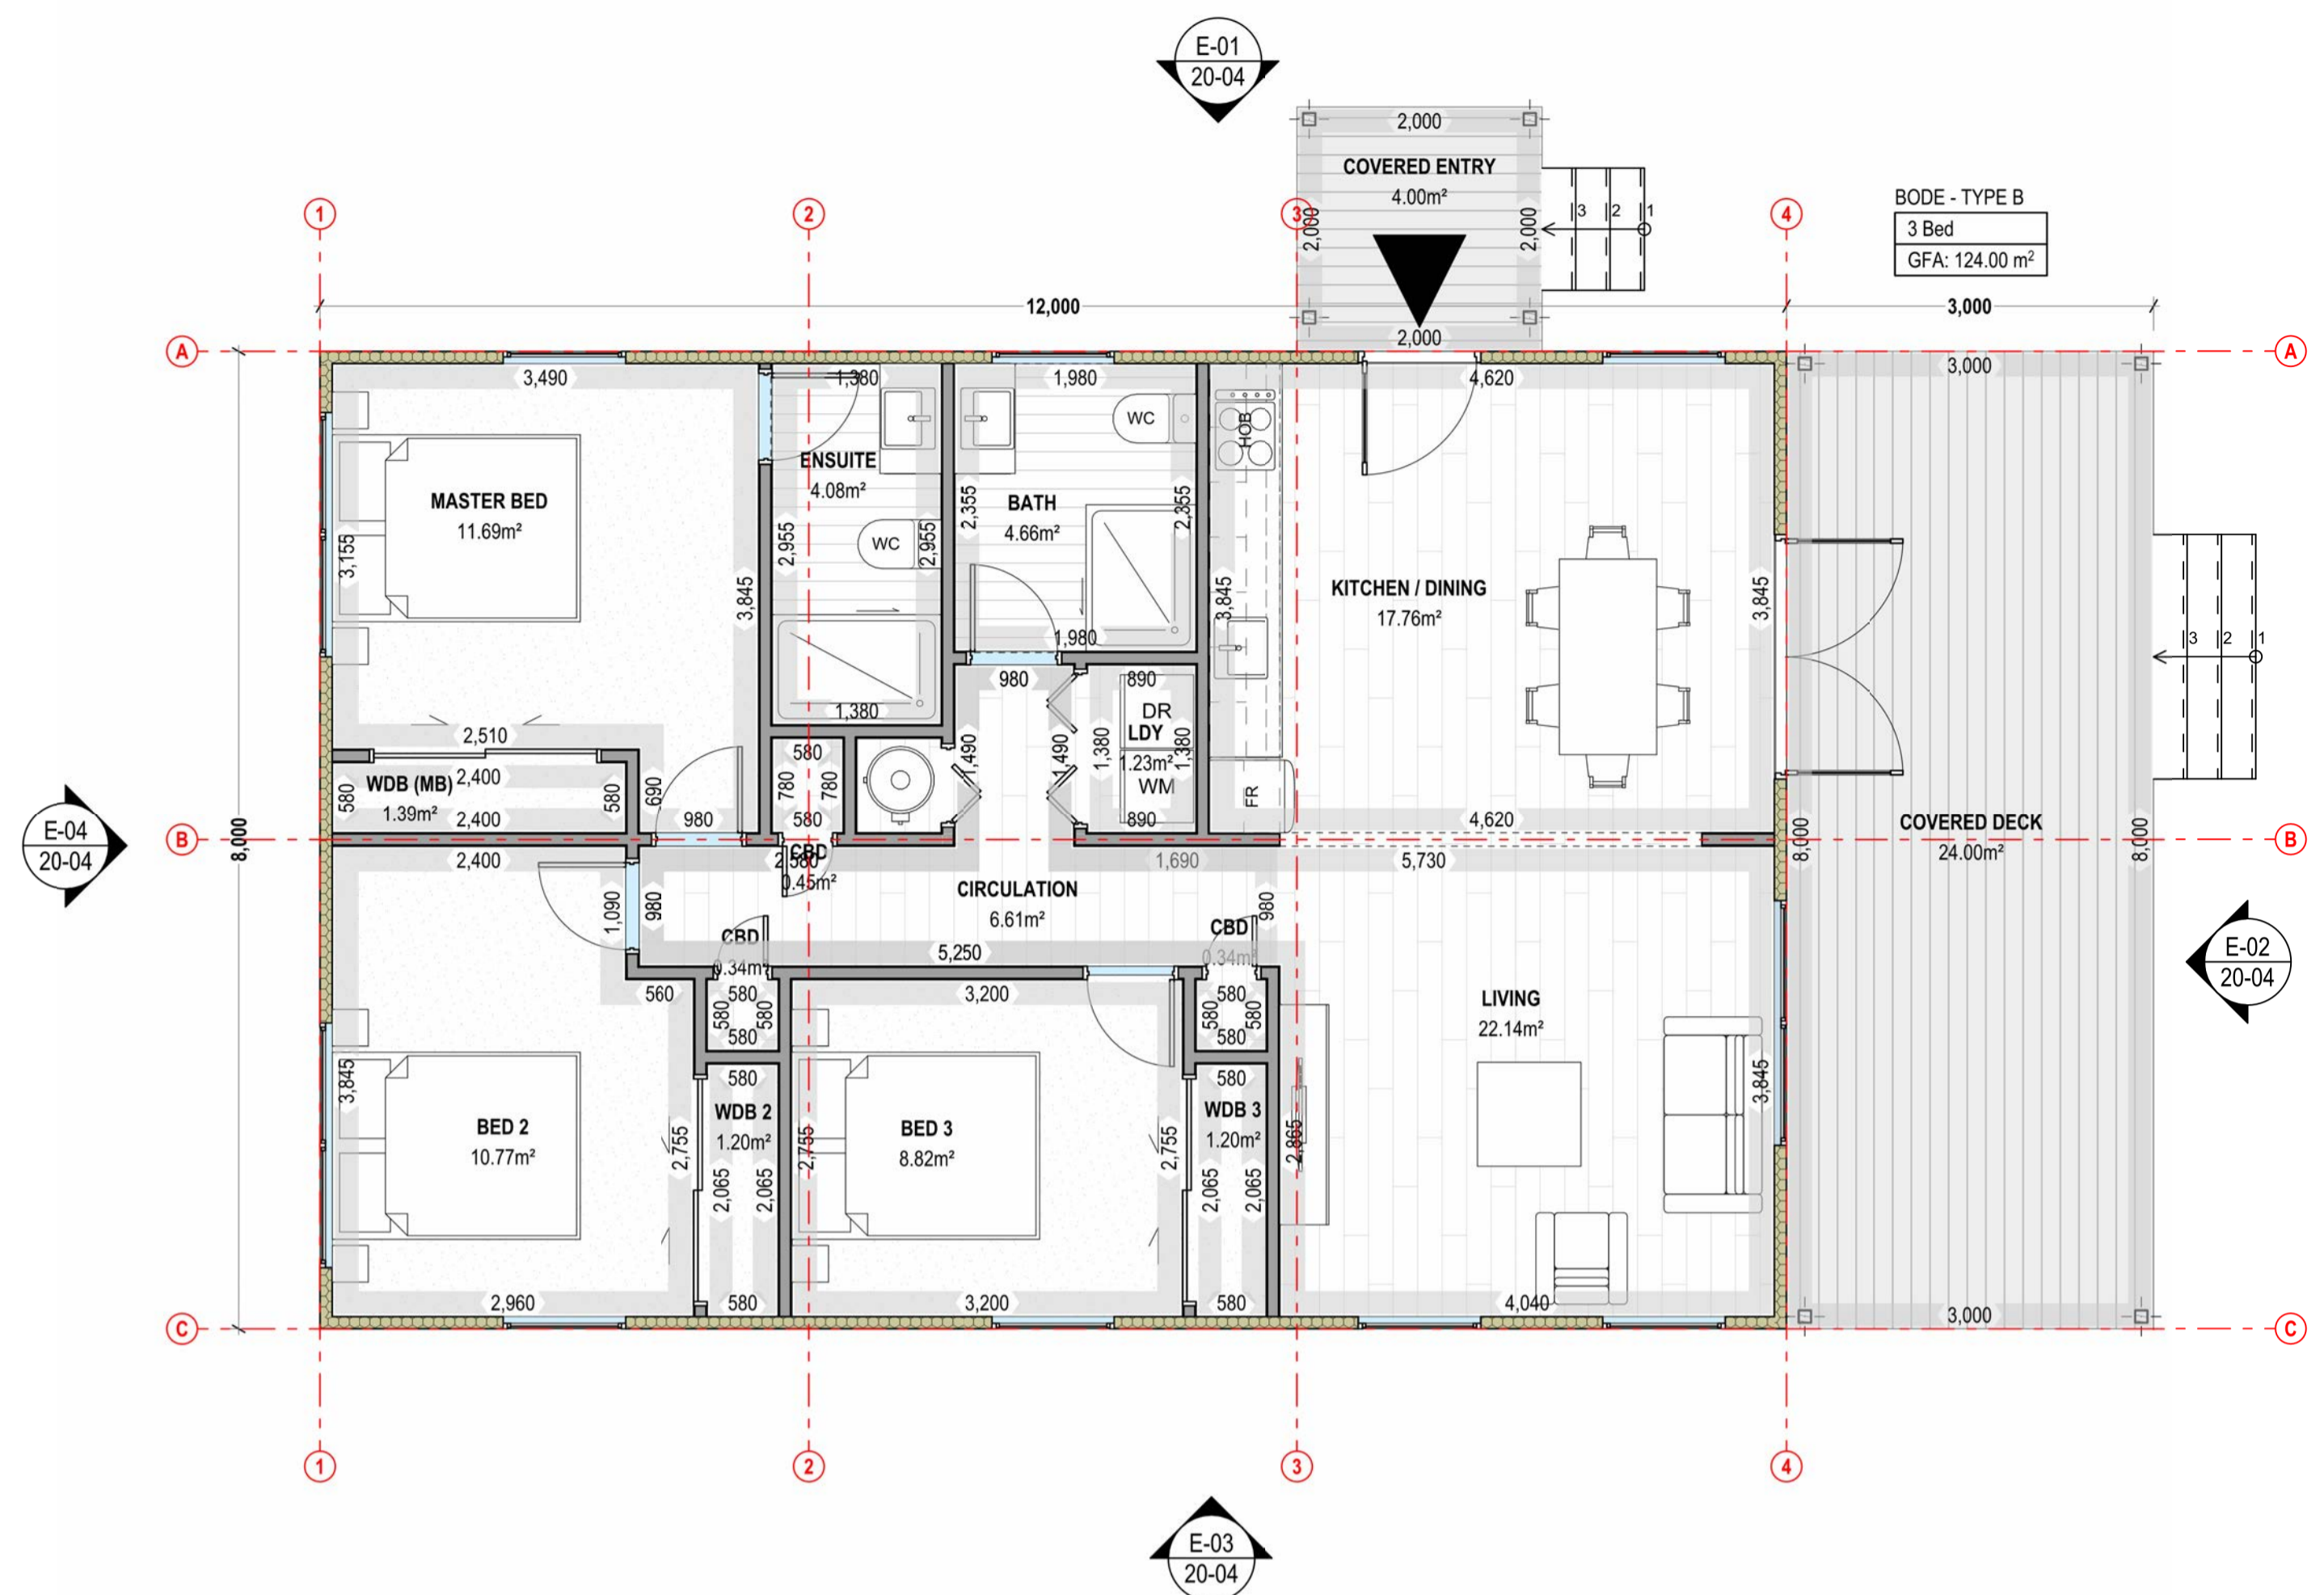 E-01
20-04
2,000
COVERED ENTRY
4.00m²
2,000
2,000
3
2
1
BODE - TYPE B
3 Bed
GFA: 124.00 m²
1
2
3
4
12,000
3,000
2,000
A
A
3,490
1,380
1,980
4,620
3,000
HOB
WC
ENSUITE
4.08m²
MASTER BED
11.69m²
2,355
BATH
4.66m²
2,355
3,155
2,955
WC
2,955
3,845
3,845
KITCHEN / DINING
17.76m²
3,845
1,980
3
2
1
980
890
1,380
DR
LDY
1.23m²
WM
2,510
580
1,490
1,490
1,380
1,380
WDB (MB)
2,400
1.39m²
580
580
690
780
780
FR
2,400
980
580
890
4,620
E-04
20-04
8,000
B
B
COVERED DECK
24.00m²
8,000
8,000
2,400
2,580
CBD
0.45m²
1,690
5,730
CIRCULATION
6.61m²
1,090
980
980
CBD
0.34m²
5,250
CBD
0.34m²
E-02
20-04
560
580
580
580
580
3,200
580
580
580
580
LIVING
22.14m²
3,845
580
WDB 2
1.20m²
580
WDB 3
1.20m²
3,845
BED 2
10.77m²
2,755
2,755
BED 3
8.82m²
2,755
2,865
2,065
2,065
2,065
2,065
2,960
580
3,200
580
4,040
3,000
C
C
1
2
3
4
E-03
20-04